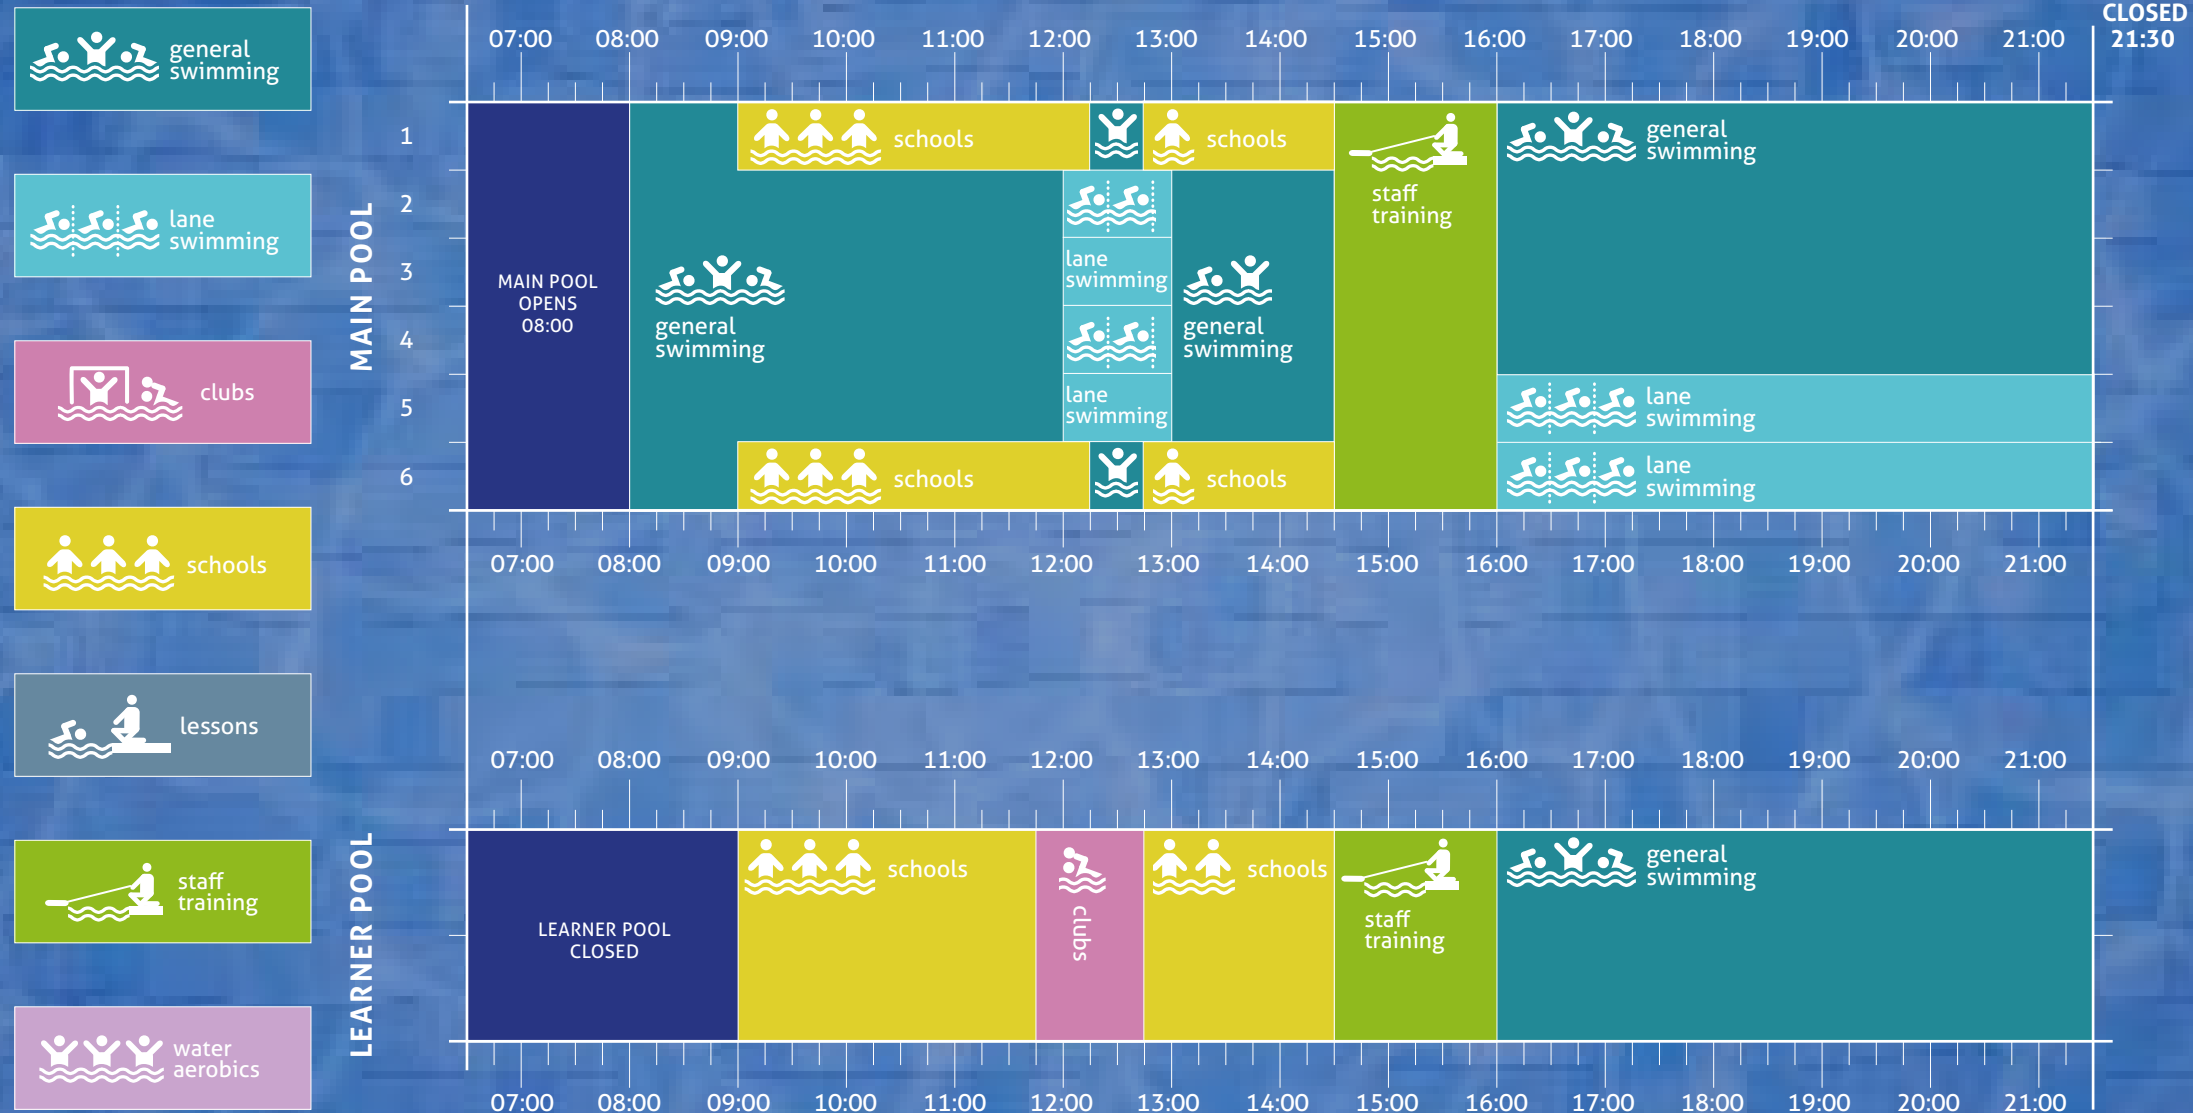 CLOSED
21:30
07:00 08:00 09:00 10:00 11:00 12:00 13:00 14:00 15:00 16:00 17:00 18:00 19:00 20:00 21:00
general
swimming
lane
swimming
clubs
schools
lessons
staff
training
water
aerobics
MAIN POOL
1
2
3
4
5
6
MAIN POOL
OPENS
08:00
general
swimming
schools
schools
lane
swimming
lane
swimming
general
swimming
schools
schools
staff
training
general
swimming
lane
swimming
lane
swimming
07:00 08:00 09:00 10:00 11:00 12:00 13:00 14:00 15:00 16:00 17:00 18:00 19:00 20:00 21:00
07:00 08:00 09:00 10:00 11:00 12:00 13:00 14:00 15:00 16:00 17:00 18:00 19:00 20:00 21:00
LEARNER POOL
LEARNER POOL
CLOSED
schools
clubs
schools
staff
training
general
swimming
07:00 08:00 09:00 10:00 11:00 12:00 13:00 14:00 15:00 16:00 17:00 18:00 19:00 20:00 21:00